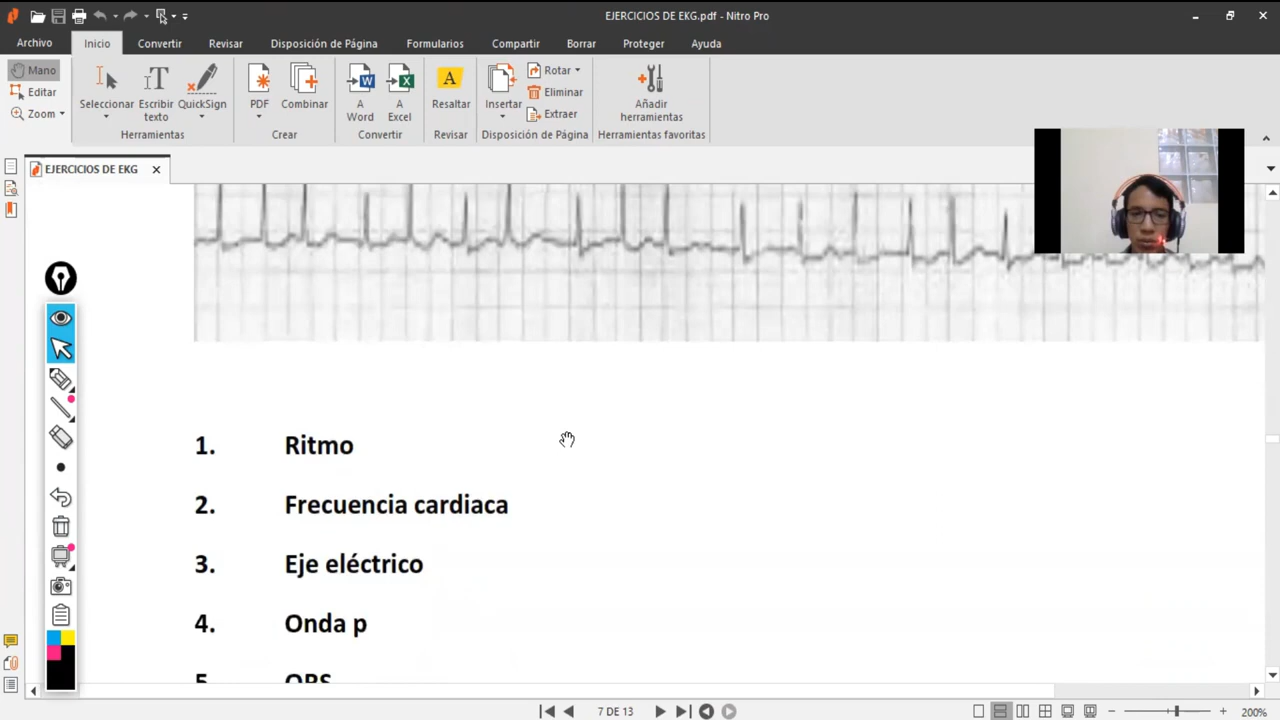 EJERCICIOS DE EKG.pdf - Nitro Pro
Archivo Inicio Convertir Revisar Disposición de Página Formularios Compartir Borrar Proteger Ayuda
Mano
Editar
Zoom
Seleccionar
Escribir texto
QuickSign
Herramientas
PDF
Combinar
Crear
A Word
A Excel
Convertir
Resaltar
Revisar
Insertar
Rotar
Eliminar
Extraer
Disposición de Página
Añadir herramientas
Herramientas favoritas
EJERCICIOS DE EKG
1. Ritmo
2. Frecuencia cardiaca
3. Eje eléctrico
4. Onda p
5. QRS
7 DE 13
200%